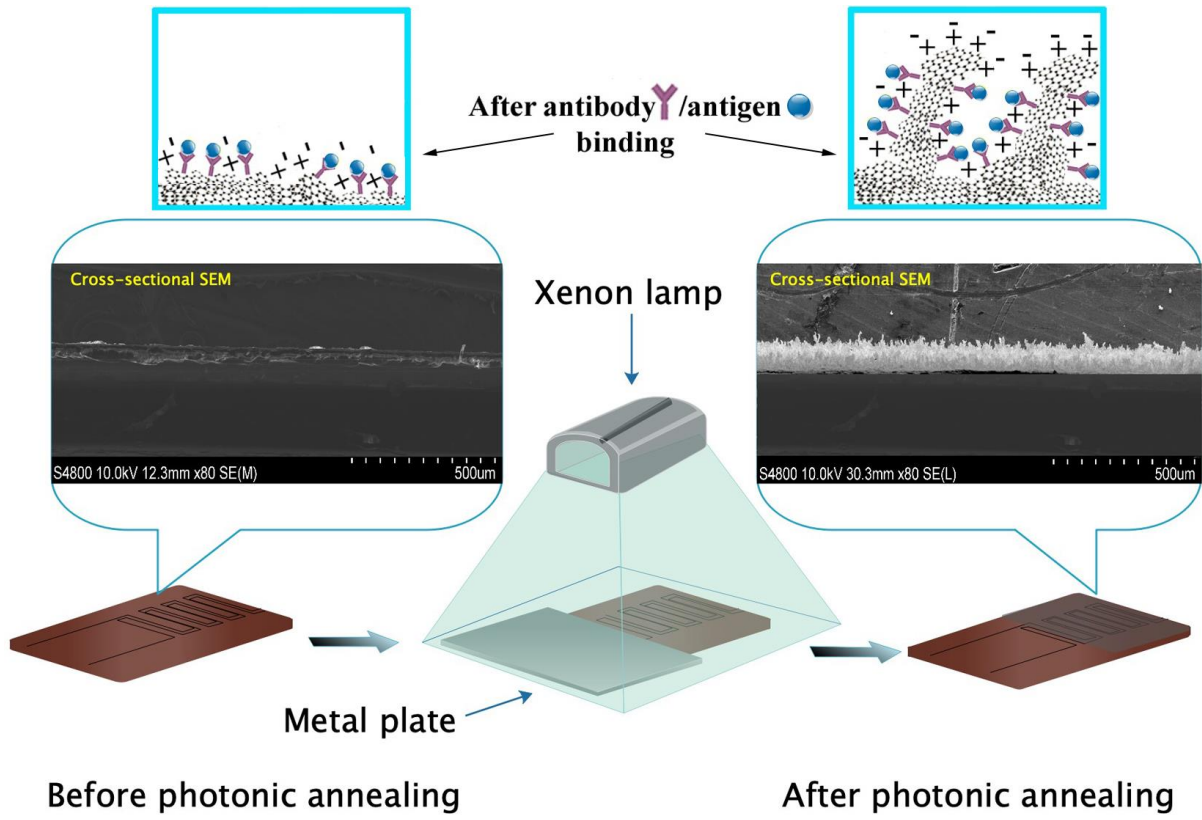 After antibody/antigen
binding
Cross-sectional SEM
S4800 10.0kV 12.3mm x80 SE(M)
500um
Xenon lamp
Cross-sectional SEM
S4800 10.0kV 30.3mm x80 SE(L)
500um
Metal plate
Before photonic annealing
After photonic annealing